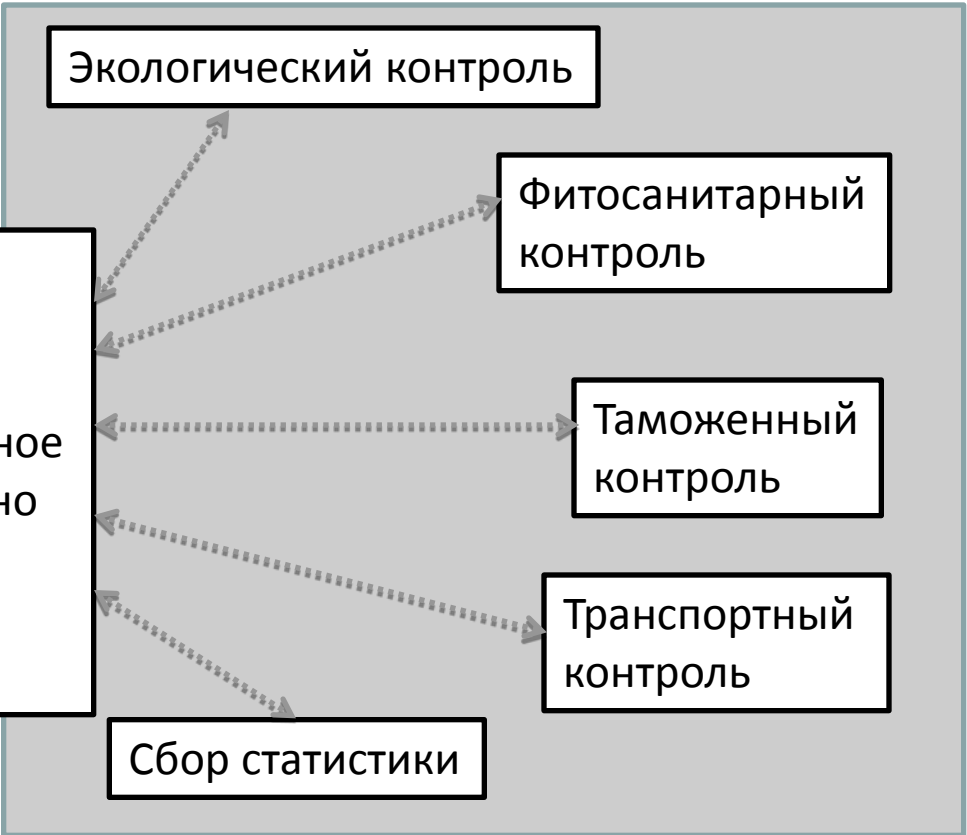 Экологический контроль
Фитосанитарный
контроль
Таможенный
контроль
Транспортный
контроль
Сбор статистики